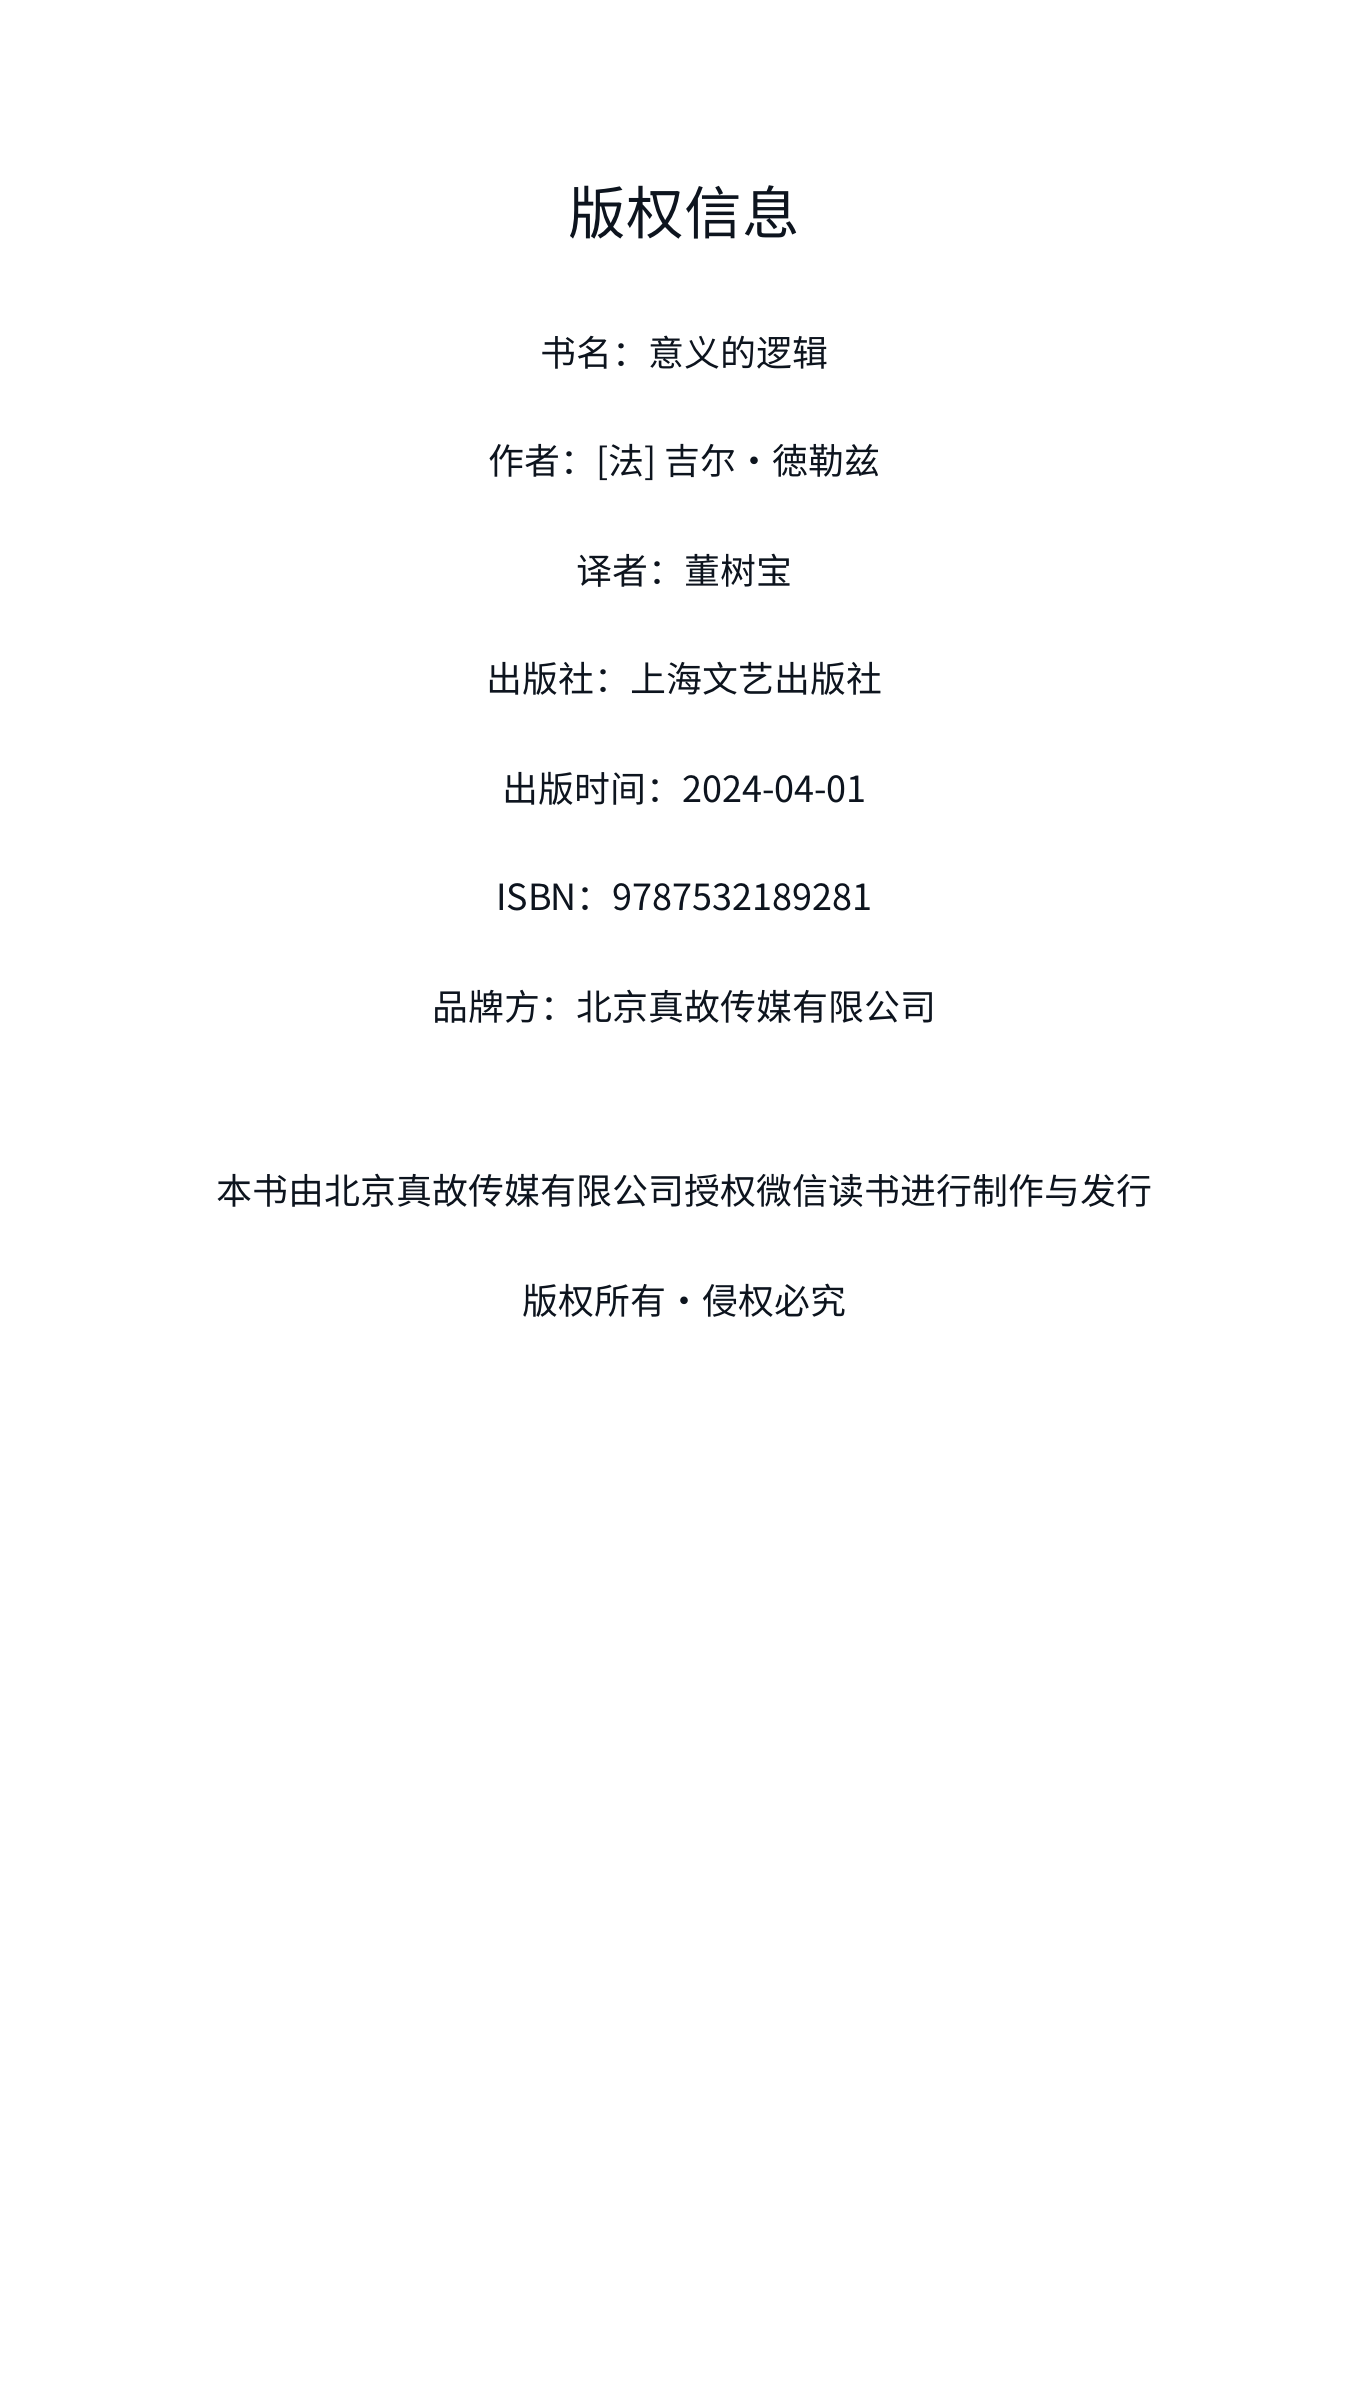 版权信息
书名：意义的逻辑
作者：[法] 吉尔·德勒兹
译者：董树宝
出版社：上海文艺出版社
出版时间：2024-04-01
ISBN：9787532189281
品牌方：北京真故传媒有限公司
本书由北京真故传媒有限公司授权微信读书进行制作与发行
版权所有·侵权必究